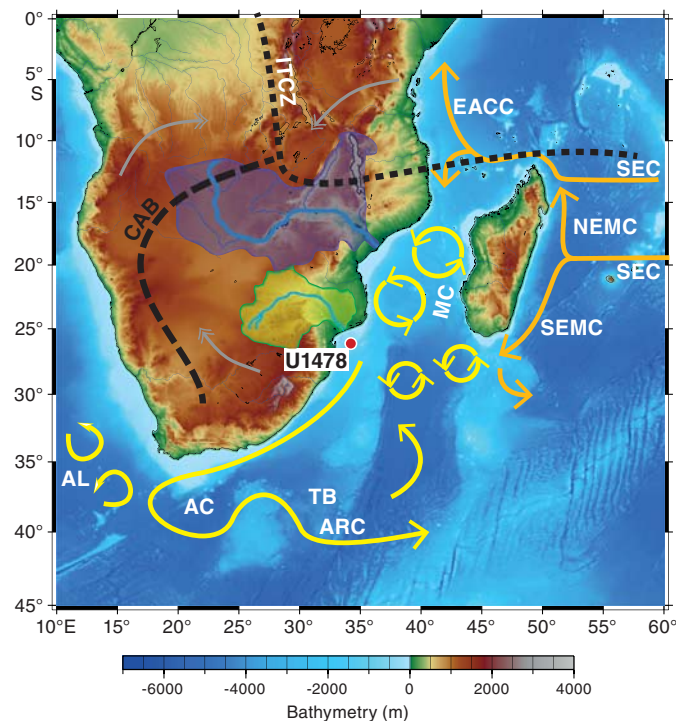 0°
5°
S
10°
15°
20°
25°
30°
35°
40°
45°
ITCZ
EACC
SEC
CAB
NEMC
SEC
MC
SEMC
U1478
AL
AC
TB
ARC
10°E 15° 20° 25° 30° 35° 40° 45° 50° 55° 60°
-6000 -4000 -2000 0 2000 4000
Bathymetry (m)